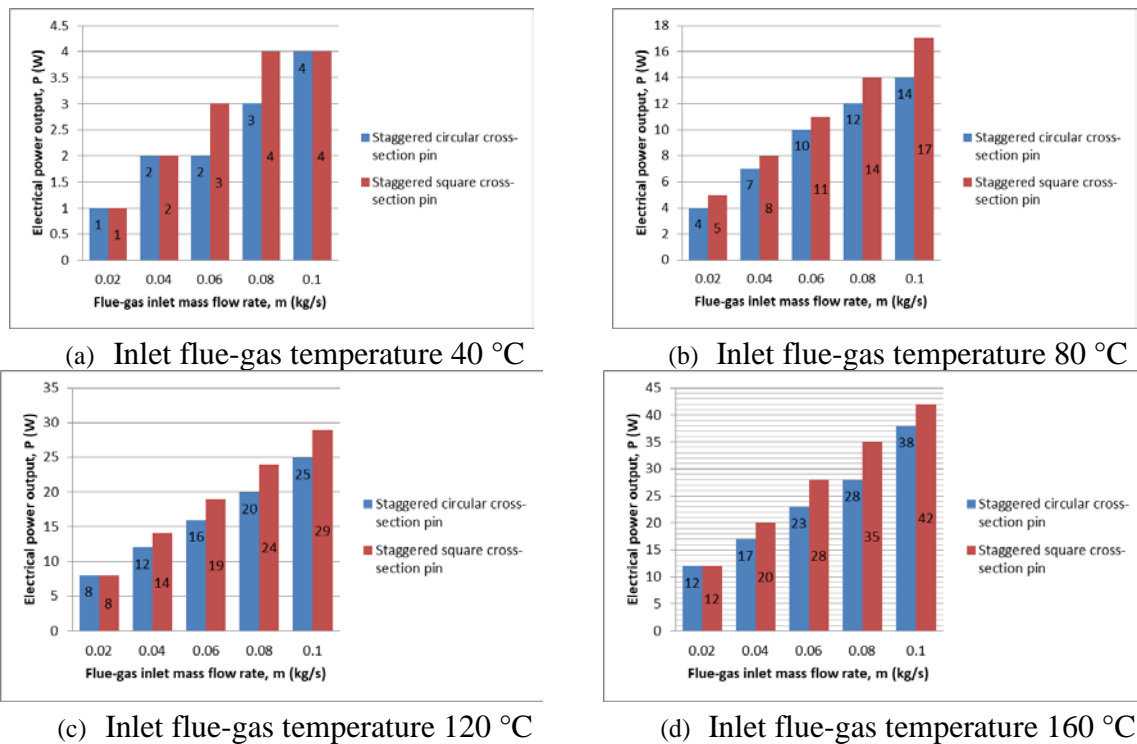 4.5
4
3.5
3
2.5
2
1.5
1
0.5
0
Electrical power output, P (W)
1 1 2 2 2 3 3 4 4 4
0.02 0.04 0.06 0.08 0.1
Flue-gas inlet mass flow rate, m (kg/s)
Staggered circular cross-
section pin
Staggered square cross-
section pin
(a) Inlet flue-gas temperature 40 °C
18
16
14
12
10
8
6
4
2
0
Electrical power output, P (W)
4 5 7 8 10 11 12 14 14 17
0.02 0.04 0.06 0.08 0.1
Flue-gas inlet mass flow rate, m (kg/s)
Staggered circular cross-
section pin
Staggered square cross-
section pin
(b) Inlet flue-gas temperature 80 °C
35
30
25
20
15
10
5
0
Electrical power output, P (W)
8 8 12 14 16 19 20 24 25 29
0.02 0.04 0.06 0.08 0.1
Flue-gas inlet mass flow rate, m (kg/s)
Staggered circular cross-
section pin
Staggered square cross-
section pin
(c) Inlet flue-gas temperature 120 °C
45
40
35
30
25
20
15
10
5
0
Electrical power output, P (W)
12 12 17 20 23 28 28 35 38 42
0.02 0.04 0.06 0.08 0.1
Flue-gas inlet mass flow rate, m (kg/s)
Staggered circular cross-
section pin
Staggered square cross-
section pin
(d) Inlet flue-gas temperature 160 °C